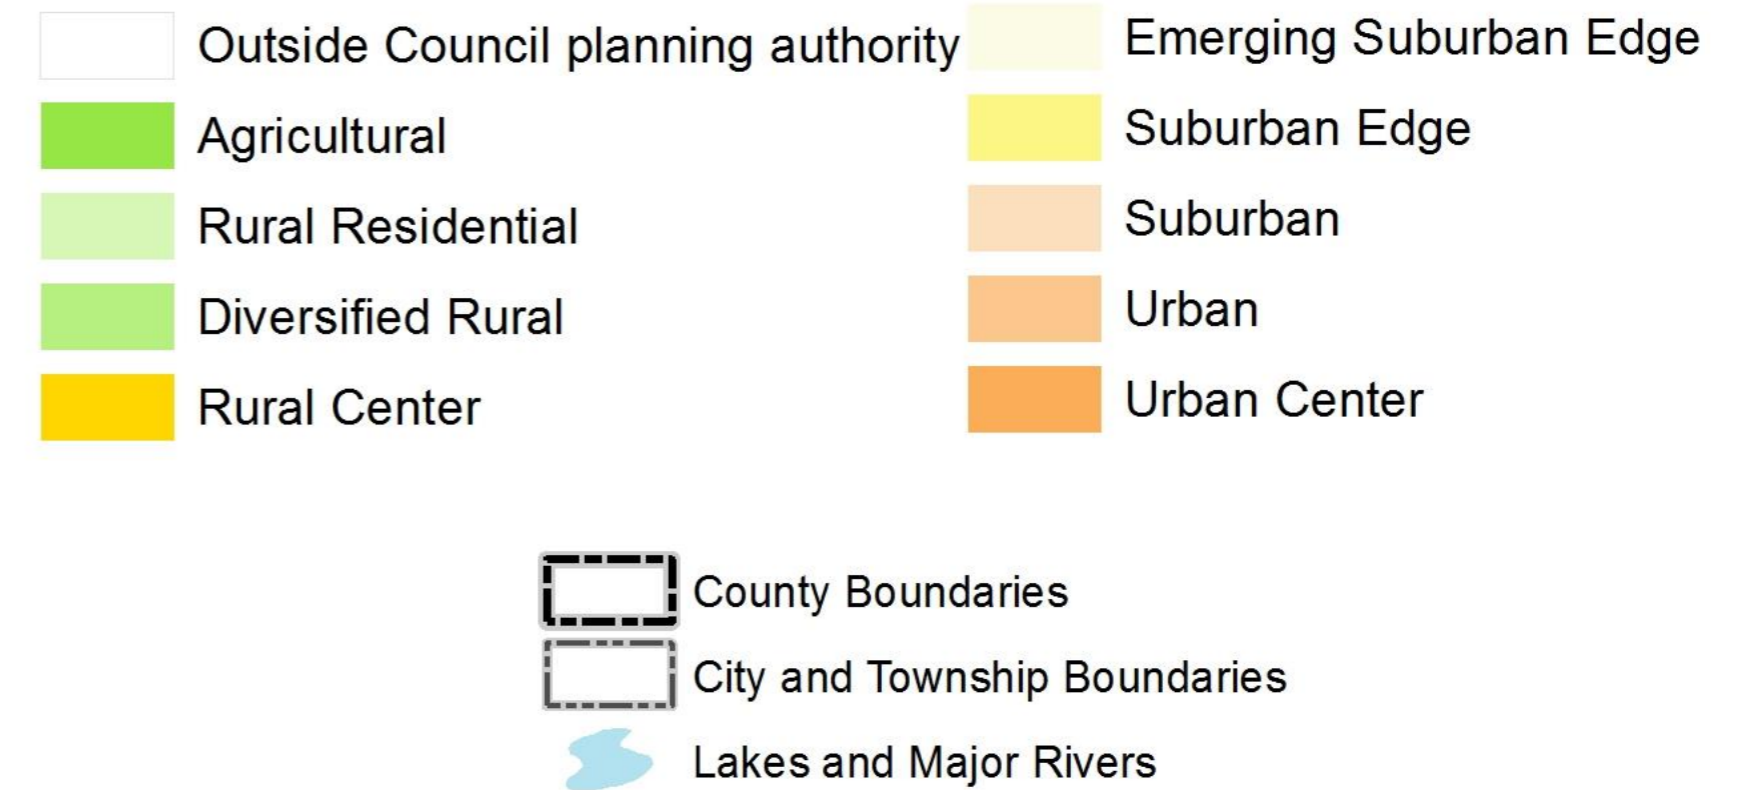 Outside Council planning authority
Agricultural
Rural Residential
Diversified Rural
Rural Center
Emerging Suburban Edge
Suburban Edge
Suburban
Urban
Urban Center
County Boundaries
City and Township Boundaries
Lakes and Major Rivers